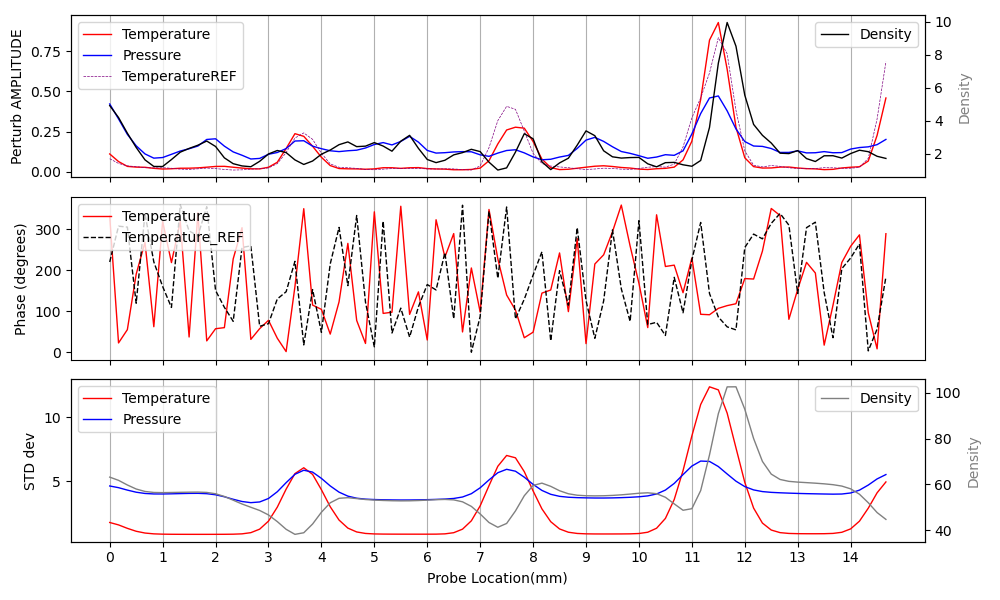 Perturb AMPLITUDE
0.75
0.50
0.25
0.00
Temperature
Pressure
TemperatureREF
Density
10
8
6
4
2
Density
Phase (degrees)
300
200
100
0
Temperature
Temperature_REF
STD dev
10
5
Temperature
Pressure
Density
100
80
60
40
Density
0 1 2 3 4 5 6 7 8 9 10 11 12 13 14
Probe Location(mm)